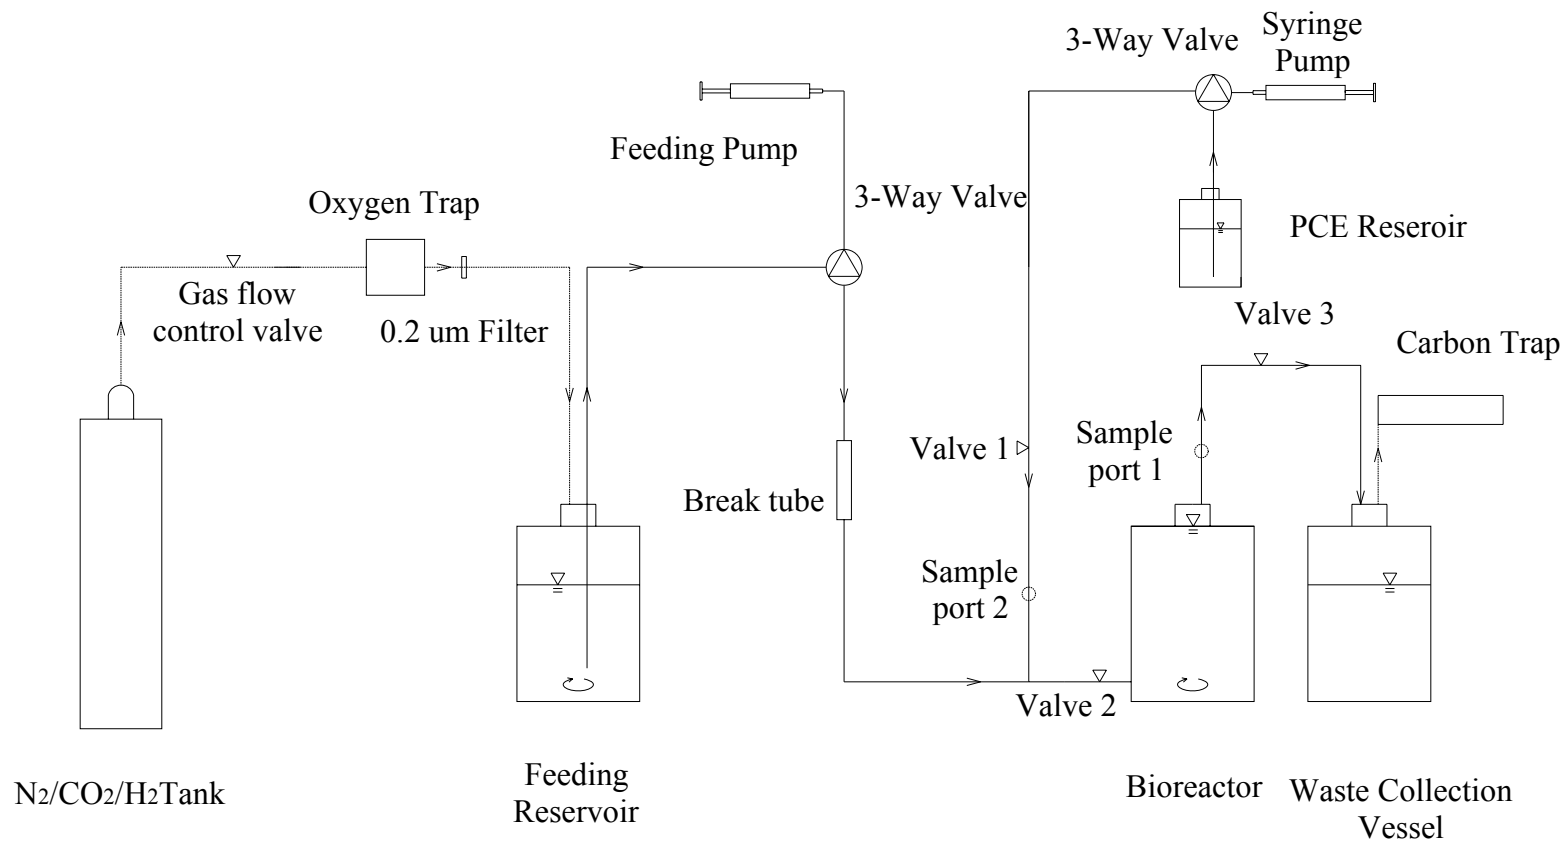 3-Way Valve
Syringe
Pump
Feeding Pump
3-Way Valve
Oxygen Trap
PCE Reseroir
Gas flow
control valve
0.2 um Filter
Valve 3
Carbon Trap
Valve 1
Sample
port 1
Break tube
Sample
port 2
Valve 2
N2/CO2/H2Tank
Feeding
Reservoir
Bioreactor
Waste Collection
Vessel